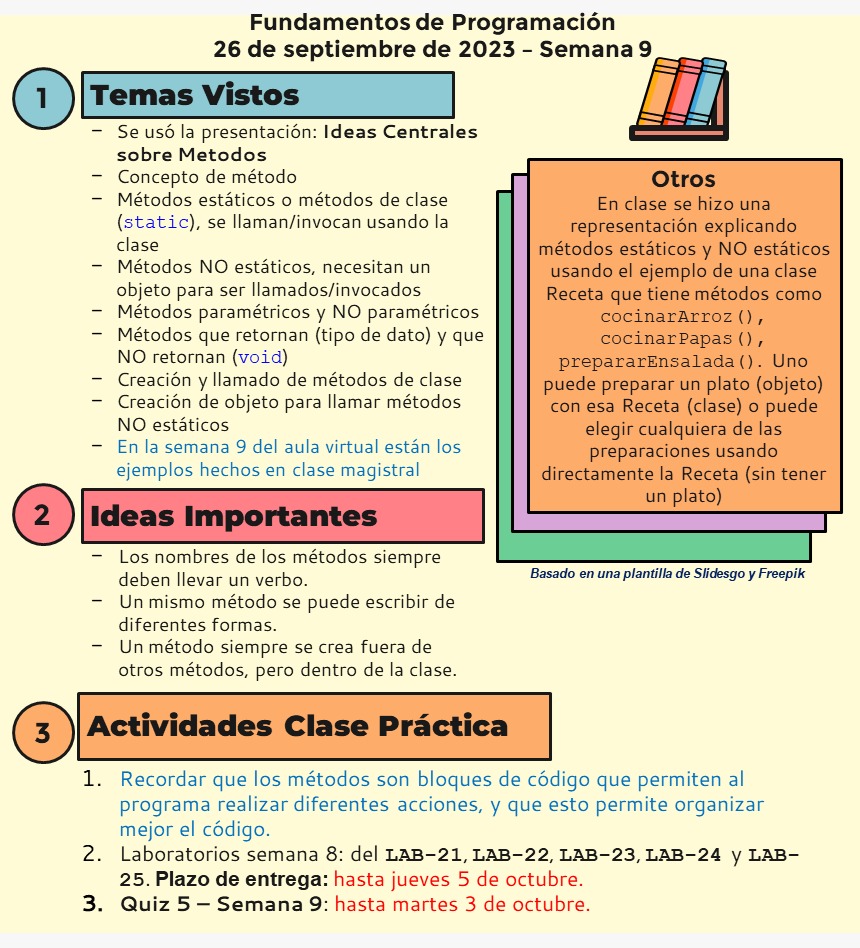 Fundamentos de Programación
26 de septiembre de 2023 – Semana 9
1
Temas Vistos
– Se usó la presentación: Ideas Centrales
sobre Metodos
– Concepto de método
– Métodos estáticos o métodos de clase
(static), se llaman/invocan usando la
clase
– Métodos NO estáticos, necesitan un
objeto para ser llamados/invocados
– Métodos paramétricos y NO paramétricos
– Métodos que retornan (tipo de dato) y que
NO retornan (void)
– Creación y llamado de métodos de clase
– Creación de objeto para llamar métodos
NO estáticos
– En la semana 9 del aula virtual están los
ejemplos hechos en clase magistral
Otros
En clase se hizo una
representación explicando
métodos estáticos y NO estáticos
usando el ejemplo de una clase
Receta que tiene métodos como
cocinarArroz(),
cocinarPapas(),
prepararEnsalada(). Uno
puede preparar un plato (objeto)
con esa Receta (clase) o puede
elegir cualquiera de las
preparaciones usando
directamente la Receta (sin tener
un plato)
Basado en una plantilla de Slidesgo y Freepik
2
Ideas Importantes
– Los nombres de los métodos siempre
deben llevar un verbo.
– Un mismo método se puede escribir de
diferentes formas.
– Un método siempre se crea fuera de
otros métodos, pero dentro de la clase.
3
Actividades Clase Práctica
1. Recordar que los métodos son bloques de código que permiten al
programa realizar diferentes acciones, y que esto permite organizar
mejor el código.
2. Laboratorios semana 8: del LAB-21, LAB-22, LAB-23, LAB-24 y LAB-
25. Plazo de entrega: hasta jueves 5 de octubre.
3. Quiz 5 – Semana 9: hasta martes 3 de octubre.